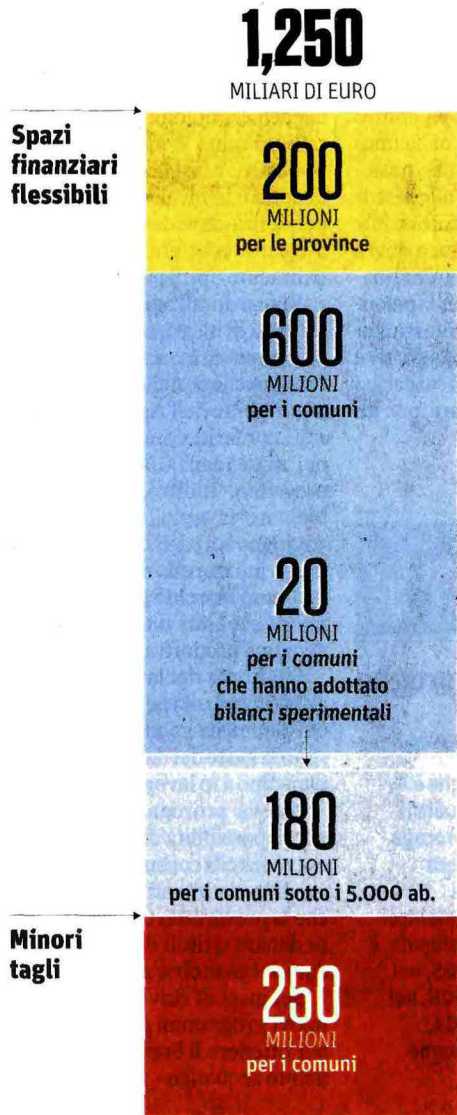 1,250
MILIARI DI EURO
Spazi
finanziari
flessibili
200
MILIONI
per le province
600
MILIONI
per i comuni
20
MILIONI
per i comuni
che hanno adottato
bilanci sperimentali
180
MILIONI
per i comuni sotto i 5.000 ab.
Minori
tagli
250
MILIONI
per i comuni